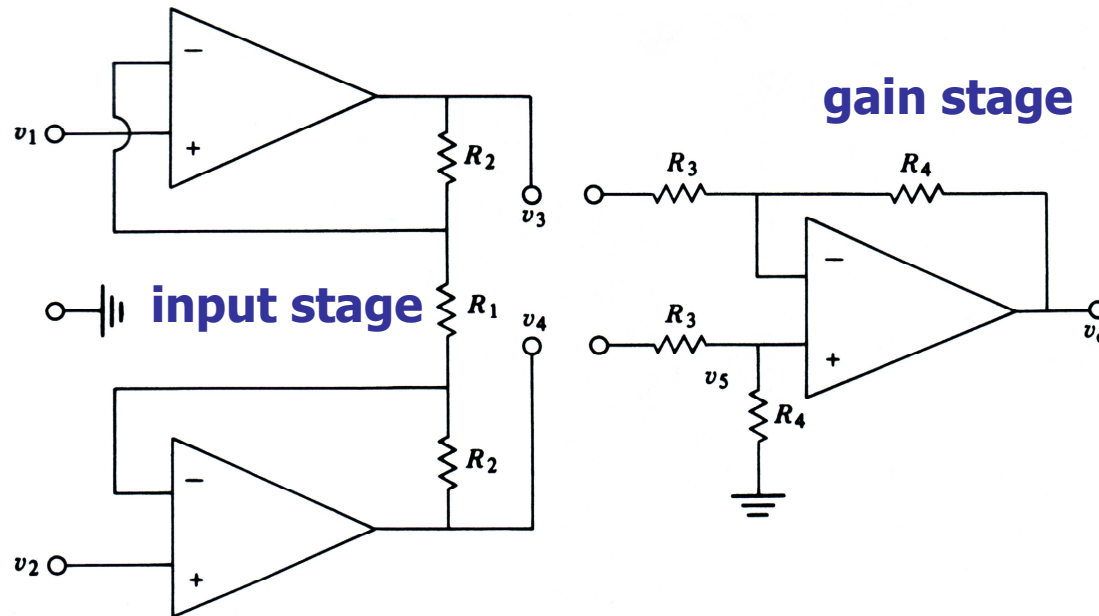 gain stage
−
v1
+
R2
v3
R3
R4
−
input stage
R1
v4
R3
+
v5
R4
−
R2
v2
+